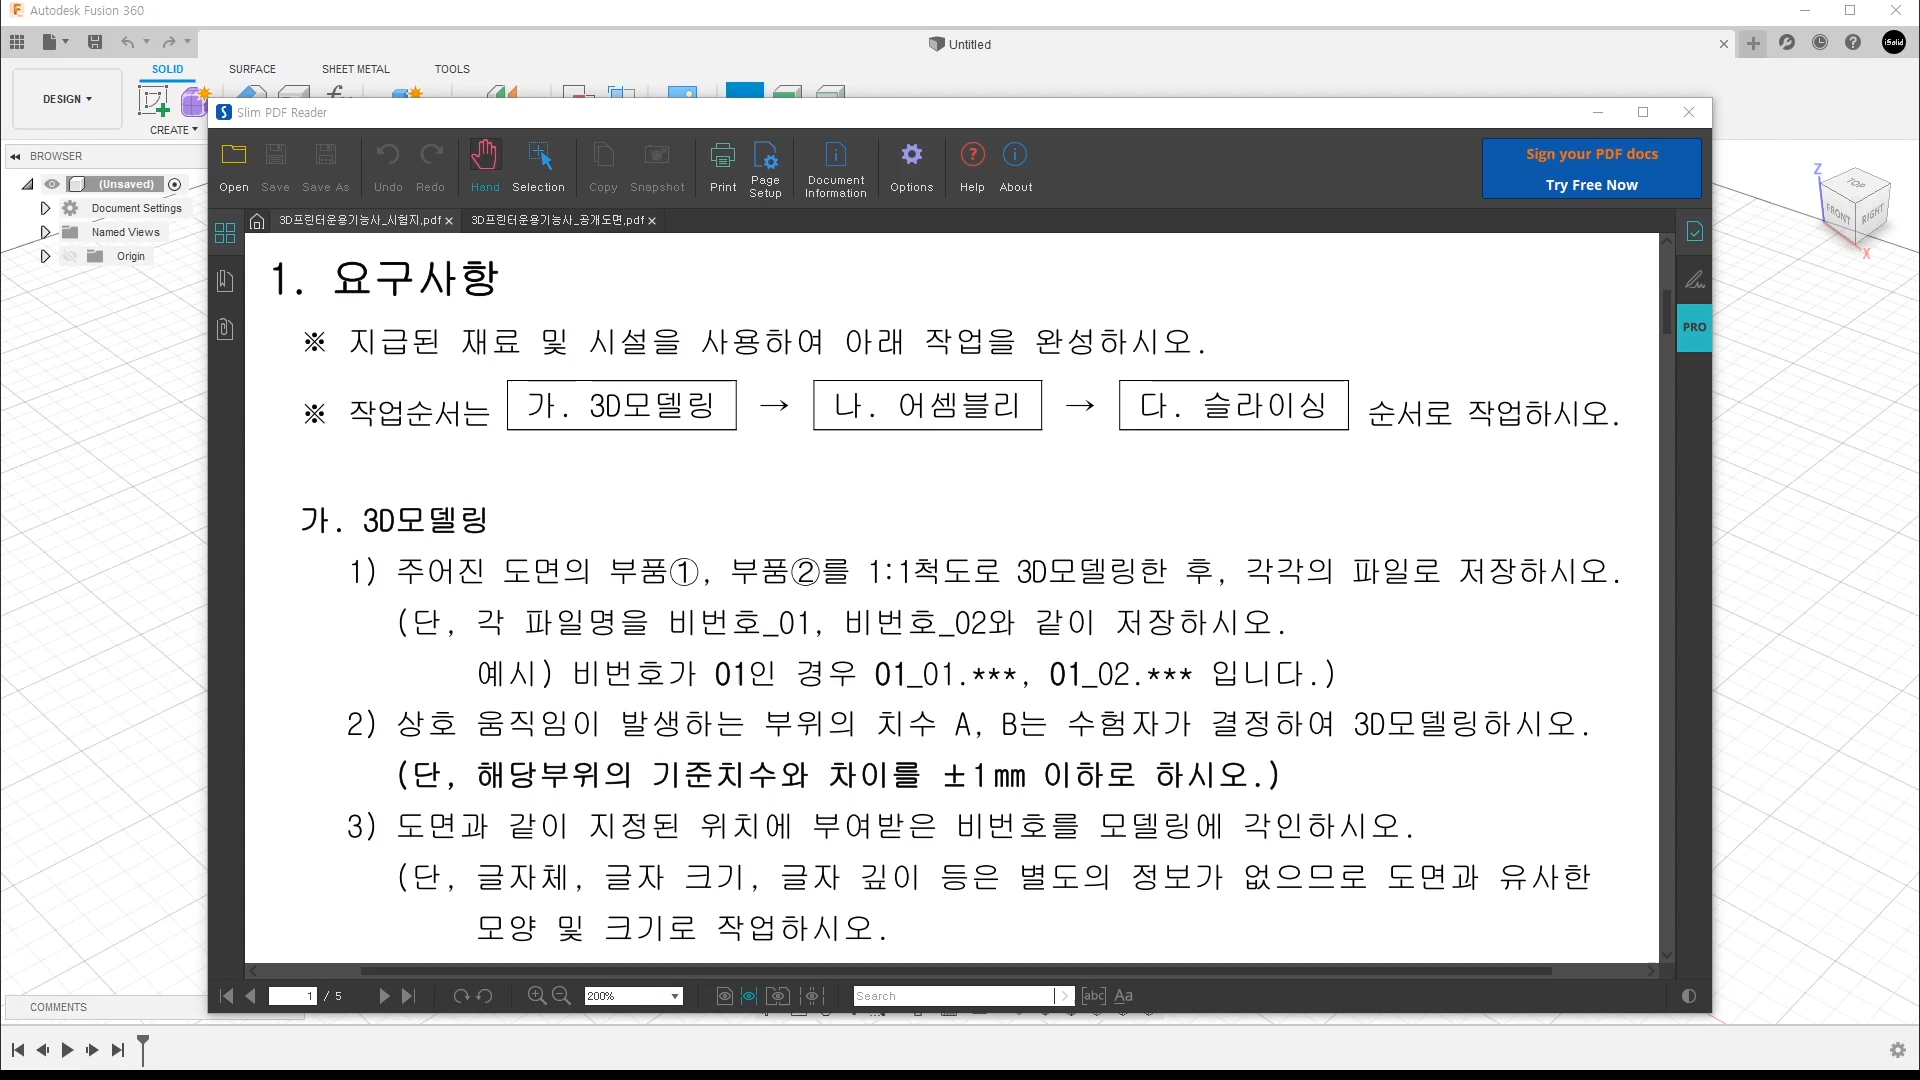 Autodesk Fusion 360
Untitled
iSolid
SOLID
SURFACE
SHEET METAL
TOOLS
DESIGN
CREATE
Slim PDF Reader
BROWSER
(Unsaved)
Document Settings
Named Views
Origin
Open
Save
Save As
Undo
Redo
Hand
Selection
Copy
Snapshot
Print
Page Setup
Document Information
Options
Help
About
Sign your PDF docs
Try Free Now
TOP
FRONT
RIGHT
Z
X
3D프린터운용기능사_시험지.pdf
3D프린터운용기능사_공개도면.pdf
PRO
1. 요구사항
※ 지급된 재료 및 시설을 사용하여 아래 작업을 완성하시오.
※ 작업순서는 가. 3D모델링 → 나. 어셈블리 → 다. 슬라이싱 순서로 작업하시오.
가. 3D모델링
1) 주어진 도면의 부품①, 부품②를 1:1척도로 3D모델링한 후, 각각의 파일로 저장하시오.
(단, 각 파일명을 비번호_01, 비번호_02와 같이 저장하시오.
예시) 비번호가 01인 경우 01_01.***, 01_02.*** 입니다.)
2) 상호 움직임이 발생하는 부위의 치수 A, B는 수험자가 결정하여 3D모델링하시오.
(단, 해당부위의 기준치수와 차이를 ±1㎜ 이하로 하시오.)
3) 도면과 같이 지정된 위치에 부여받은 비번호를 모델링에 각인하시오.
(단, 글자체, 글자 크기, 글자 깊이 등은 별도의 정보가 없으므로 도면과 유사한
모양 및 크기로 작업하시오.
1 / 5
200%
Search
[abc]
Aa
COMMENTS